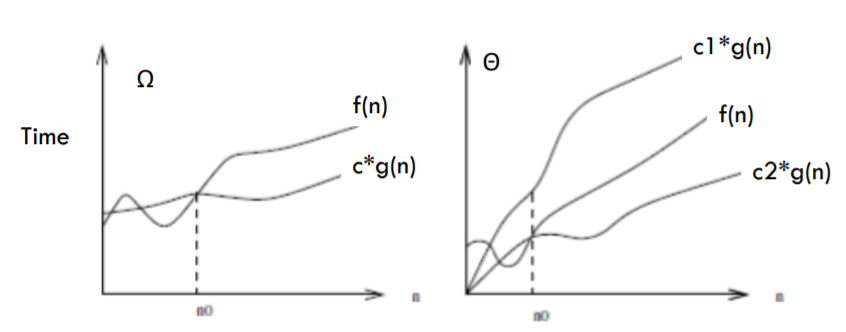 Ω
f(n)
Time
c*g(n)
n0
n
Θ
c1*g(n)
f(n)
c2*g(n)
n0
n